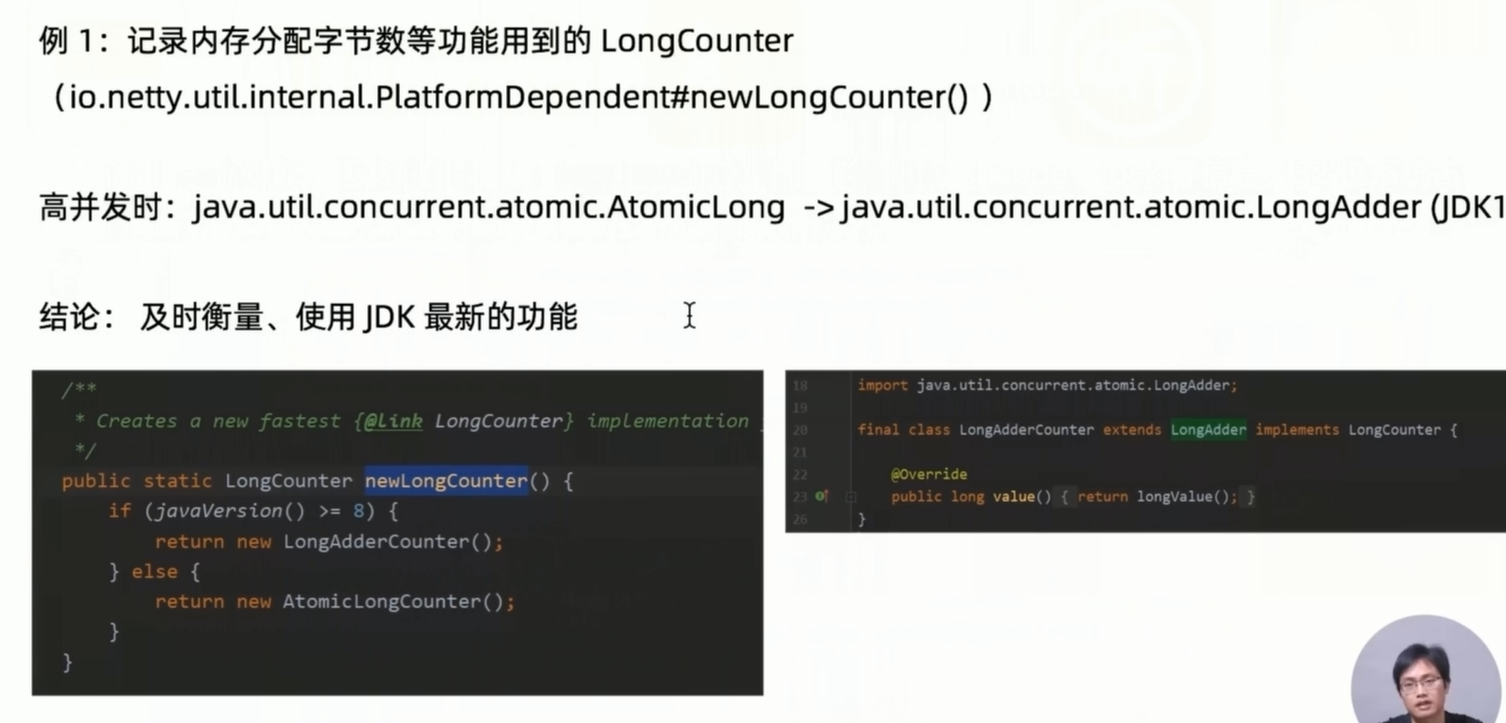 例 1：记录内存分配字节数等功能用到的 LongCounter
（io.netty.util.internal.PlatformDependent#newLongCounter() ）
高并发时：java.util.concurrent.atomic.AtomicLong -> java.util.concurrent.atomic.LongAdder (JDK1
结论： 及时衡量、使用 JDK 最新的功能
/**
* Creates a new fastest {@link LongCounter} implementation
*/
public static LongCounter newLongCounter() {
if (javaVersion() >= 8) {
return new LongAdderCounter();
} else {
return new AtomicLongCounter();
}
}
18 import java.util.concurrent.atomic.LongAdder;
19
20 final class LongAdderCounter extends LongAdder implements LongCounter {
21
22 @Override
23 public long value() { return longValue(); }
26 }